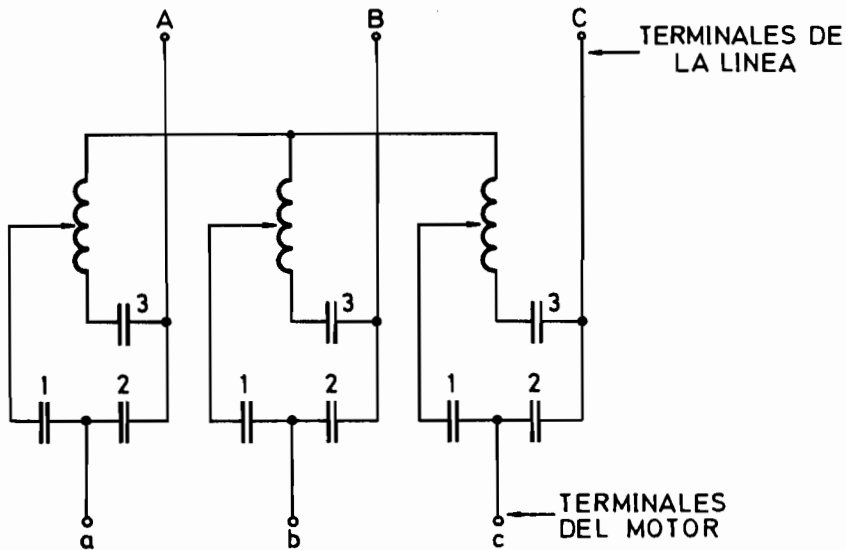 A B C
TERMINALES DE
LA LINEA
3 3 3
1 2 1 2 1 2
TERMINALES
DEL MOTOR
a b c